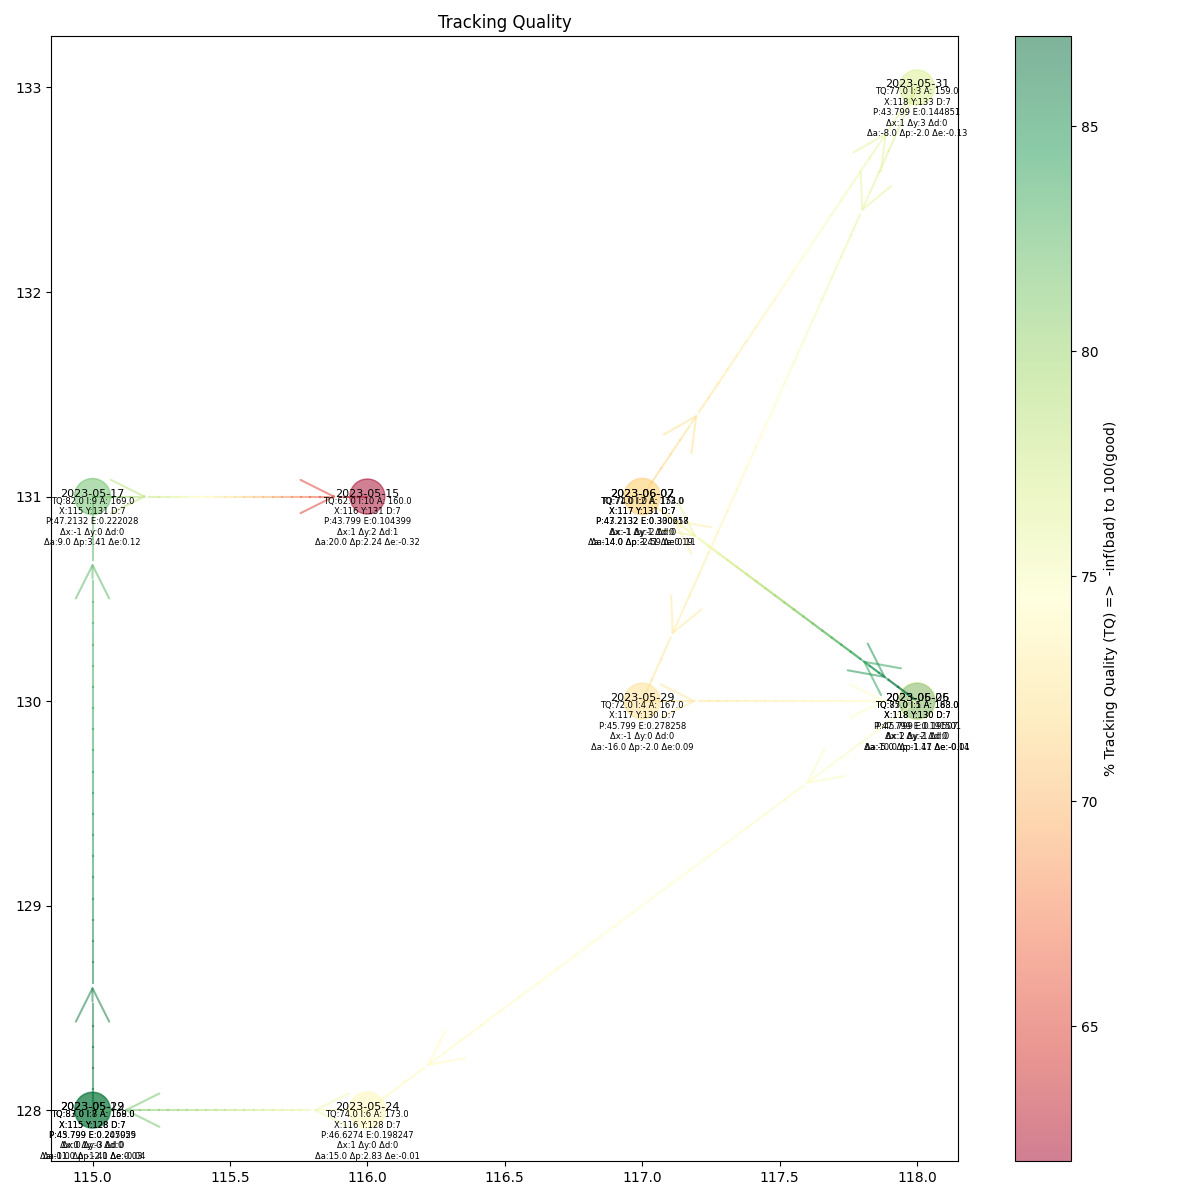 Tracking Quality
133
132
131
130
129
128
115.0
115.5
116.0
116.5
117.0
117.5
118.0
2023-05-31
TQ:77.0 I:3 A: 159.0
X:118 Y:133 D:7
P:43.799 E:0.144851
Δx:1 Δy:3 Δd:0
Δa:-8.0 Δp:-2.0 Δe:-0.13
2023-05-17
TQ:82.0 I:9 A: 169.0
X:115 Y:131 D:7
P:47.2132 E:0.222028
Δx:-1 Δy:0 Δd:0
Δa:9.0 Δp:3.41 Δe:0.12
2023-05-15
TQ:62.0 I:10 A: 160.0
X:116 Y:131 D:7
P:43.799 E:0.104399
Δx:1 Δy:2 Δd:1
Δa:20.0 Δp:2.24 Δe:-0.32
X:117 Y:131 D:7
2023-05-29
TQ:72.0 I:4 A: 167.0
X:117 Y:130 D:7
P:45.799 E:0.278258
Δx:-1 Δy:0 Δd:0
Δa:-16.0 Δp:-2.0 Δe:0.09
X:118 Y:130 D:7
X:115 Y:128 D:7
2023-05-24
TQ:74.0 I:6 A: 173.0
X:116 Y:128 D:7
P:46.6274 E:0.198247
Δx:1 Δy:0 Δd:0
Δa:15.0 Δp:2.83 Δe:-0.01
85
80
75
70
65
% Tracking Quality (TQ) => -inf(bad) to 100(good)